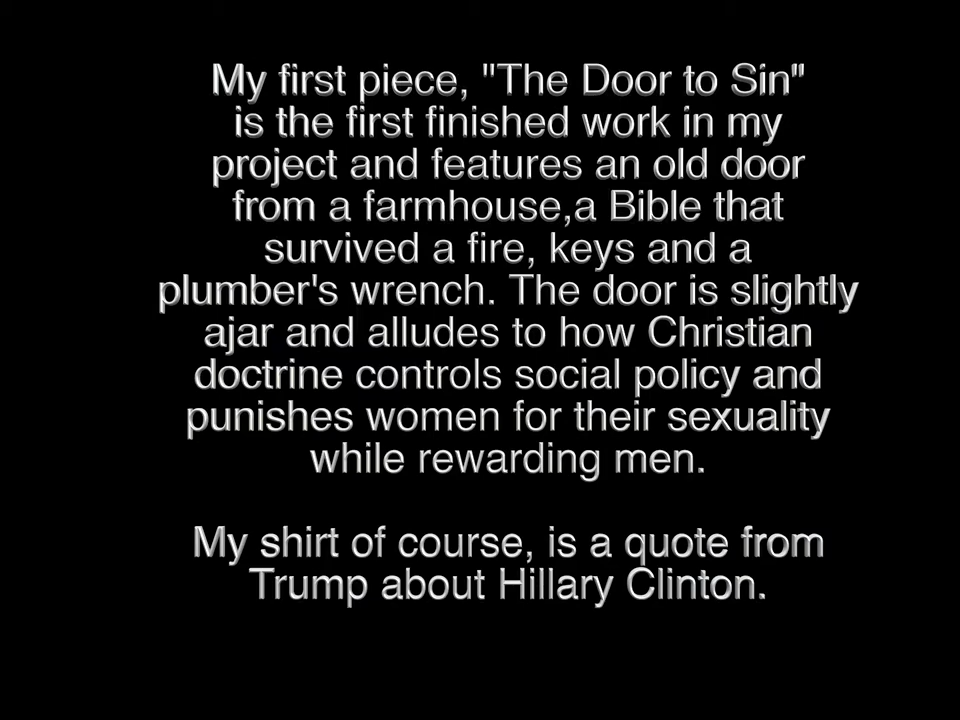 My first piece, "The Door to Sin"
is the first finished work in my
project and features an old door
from a farmhouse,a Bible that
survived a fire, keys and a
plumber's wrench. The door is slightly
ajar and alludes to how Christian
doctrine controls social policy and
punishes women for their sexuality
while rewarding men.
My shirt of course, is a quote from
Trump about Hillary Clinton.